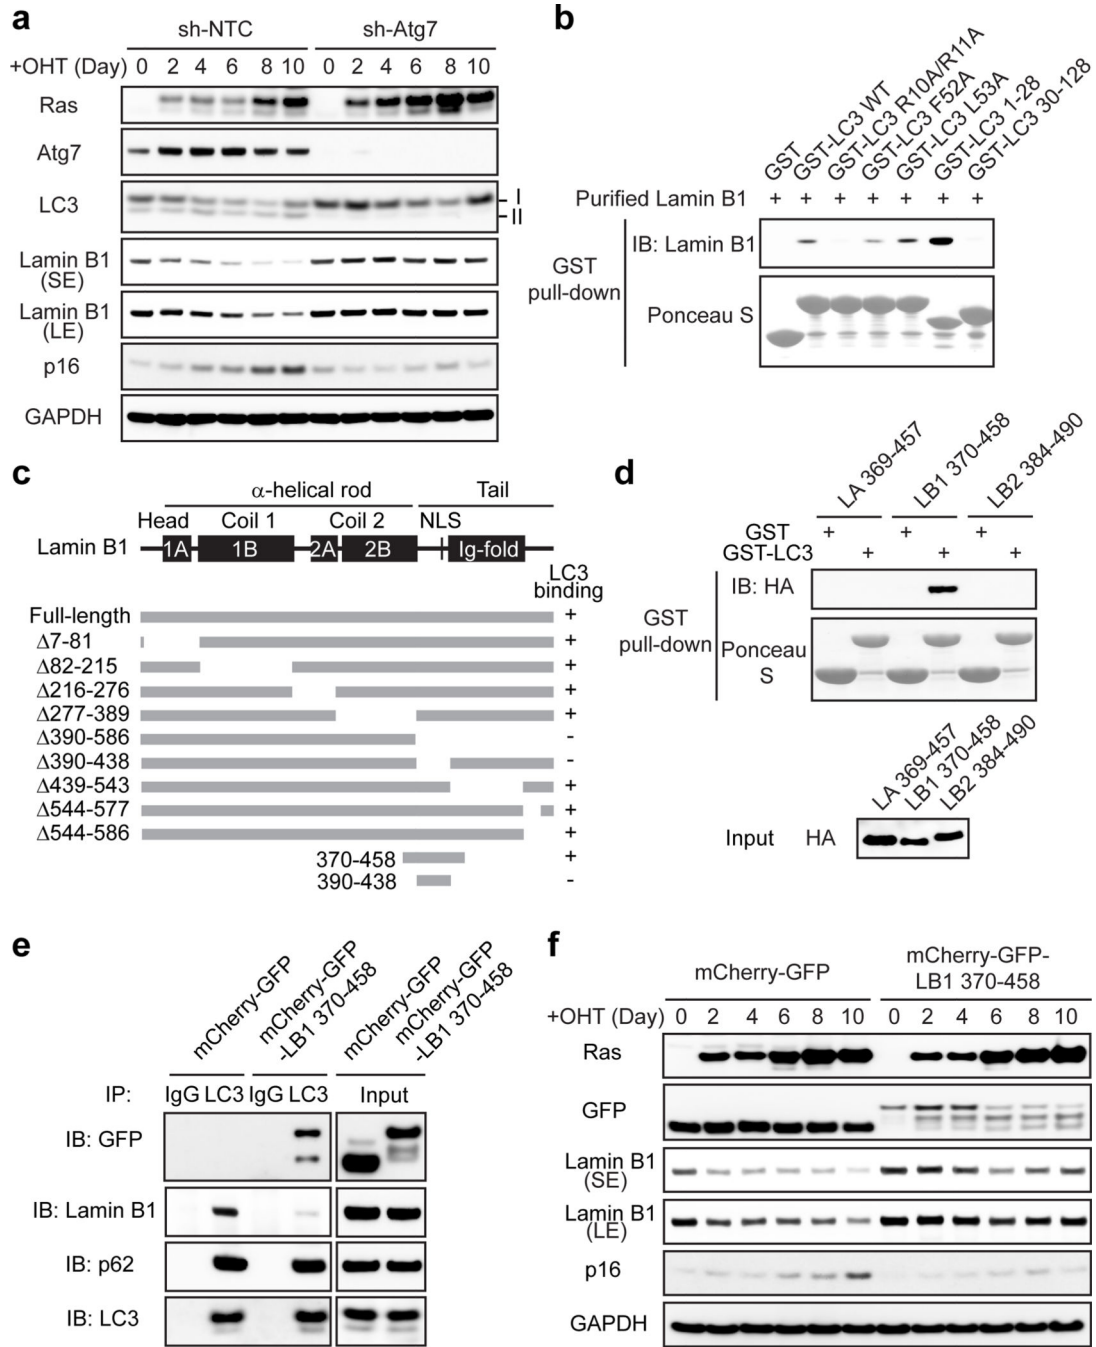 a
sh-NTC sh-Atg7
+OHT (Day) 0 2 4 6 8 10 0 2 4 6 8 10
Ras
Atg7
LC3
I
II
Lamin B1
(SE)
Lamin B1
(LE)
p16
GAPDH
b
GST
GST-LC3 WT
GST-LC3 R10A/R11A
GST-LC3 F52A
GST-LC3 L53A
GST-LC3 1-28
GST-LC3 30-128
Purified Lamin B1 + + + + + + +
GST
pull-down
IB: Lamin B1
Ponceau S
c
α-helical rod Tail
Head Coil 1 Coil 2 NLS
Lamin B1 1A 1B 2A 2B Ig-fold
LC3
binding
Full-length +
Δ7-81 +
Δ82-215 +
Δ216-276 +
Δ277-389 +
Δ390-586 -
Δ390-438 -
Δ439-543 +
Δ544-577 +
Δ544-586 +
370-458 +
390-438 -
d
LA 369-457
LB1 370-458
LB2 384-490
GST + + +
GST-LC3 + + +
GST
pull-down
IB: HA
Ponceau
S
LA 369-457
LB1 370-458
LB2 384-490
Input HA
e
mCherry-GFP
mCherry-GFP
-LB1 370-458
mCherry-GFP
mCherry-GFP
-LB1 370-458
IP: IgG LC3 IgG LC3 Input
IB: GFP
IB: Lamin B1
IB: p62
IB: LC3
f
mCherry-GFP
mCherry-GFP-
LB1 370-458
+OHT (Day) 0 2 4 6 8 10 0 2 4 6 8 10
Ras
GFP
Lamin B1
(SE)
Lamin B1
(LE)
p16
GAPDH